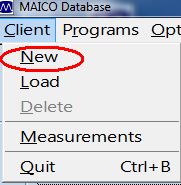 MAICO Database
Client Programs Opt
New
Load
Delete
Measurements
Quit Ctrl+B